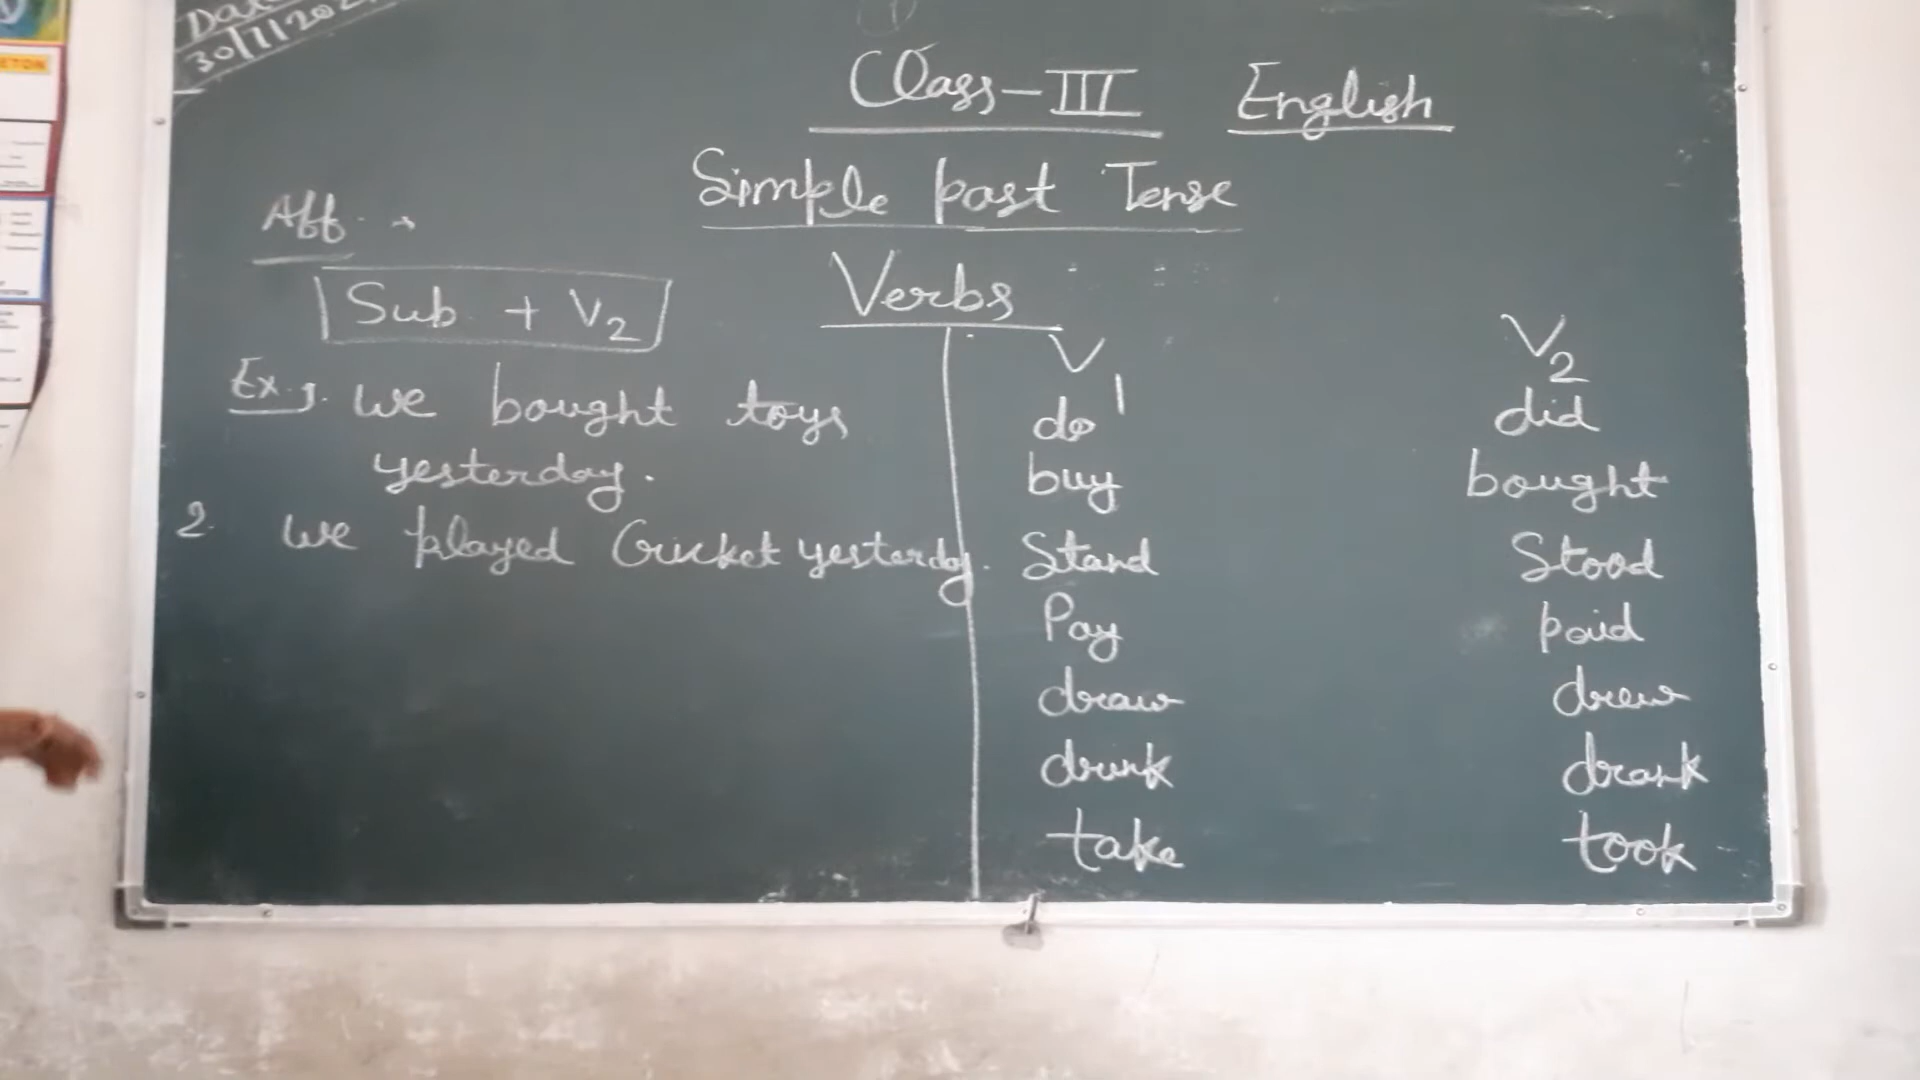 Date
30/1/202
Class-III English
Simple past Tense
Aff. →
Sub + V2
Ex.1. We bought toys
yesterday.
2. We played Cricket yesterday.
Verbs
V1 V2
do did
buy bought
Stand Stood
Pay paid
draw drew
drink drank
take took
ETON